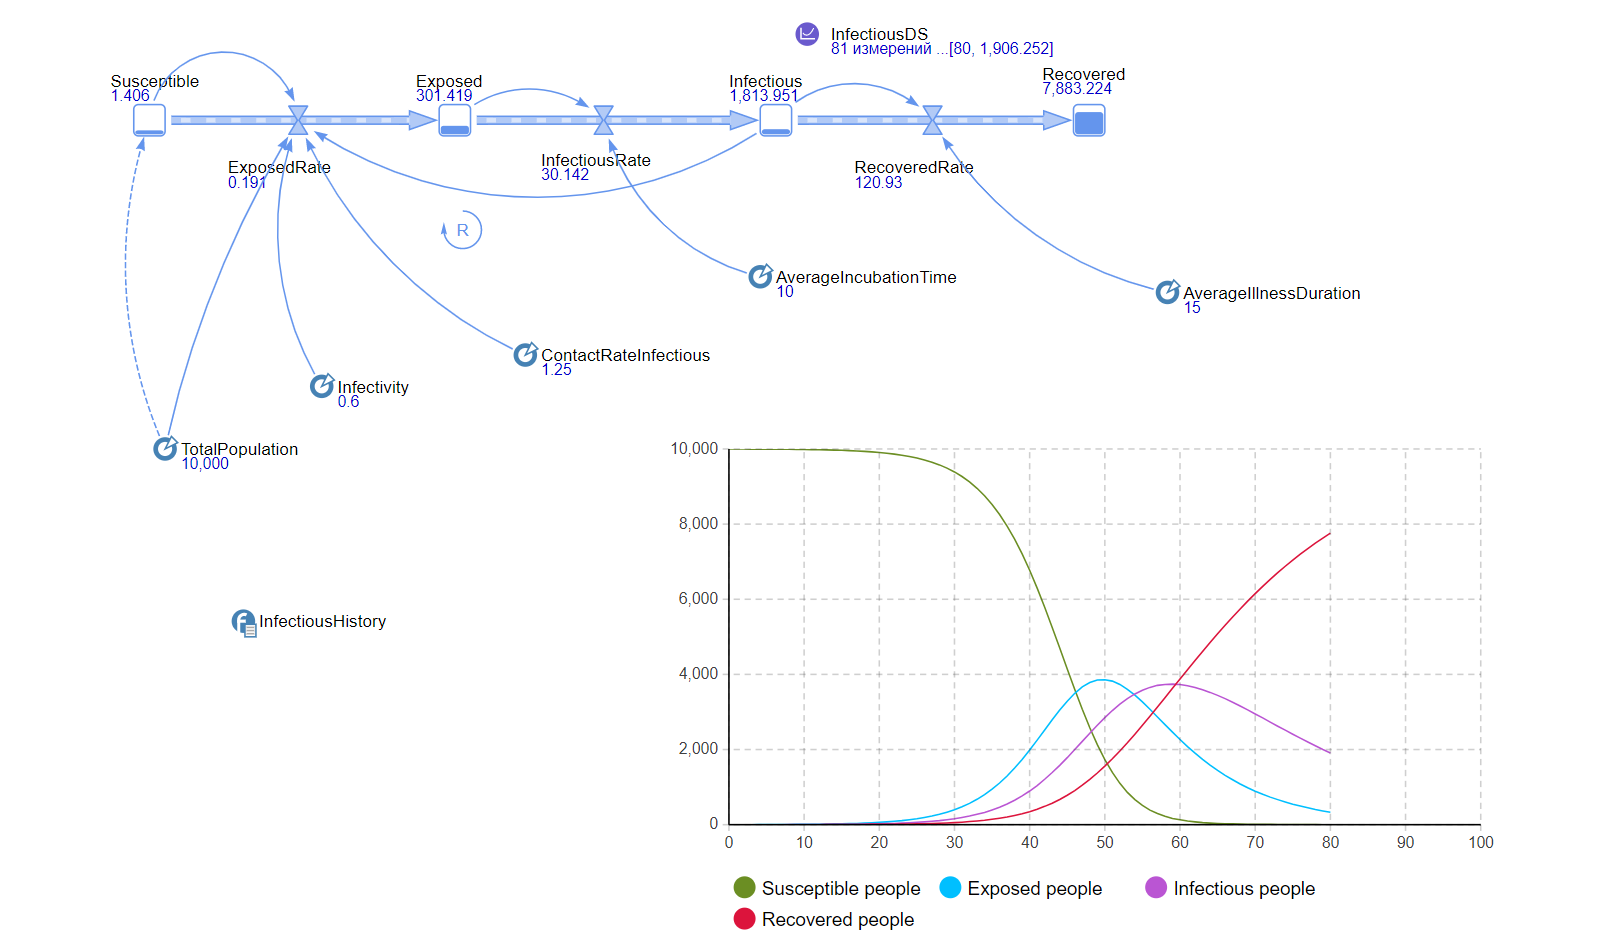 InfectiousDS
81 измерений ...[80, 1,906.252]
Susceptible
1.406
Exposed
301.419
Infectious
1,813.951
Recovered
7,883.224
ExposedRate
0.191
InfectiousRate
30.142
RecoveredRate
120.93
R
AverageIncubationTime
10
AverageIllnessDuration
15
ContactRateInfectious
1.25
Infectivity
0.6
TotalPopulation
10,000
InfectiousHistory
10,000
8,000
6,000
4,000
2,000
0
0 10 20 30 40 50 60 70 80 90 100
Susceptible people Exposed people Infectious people
Recovered people